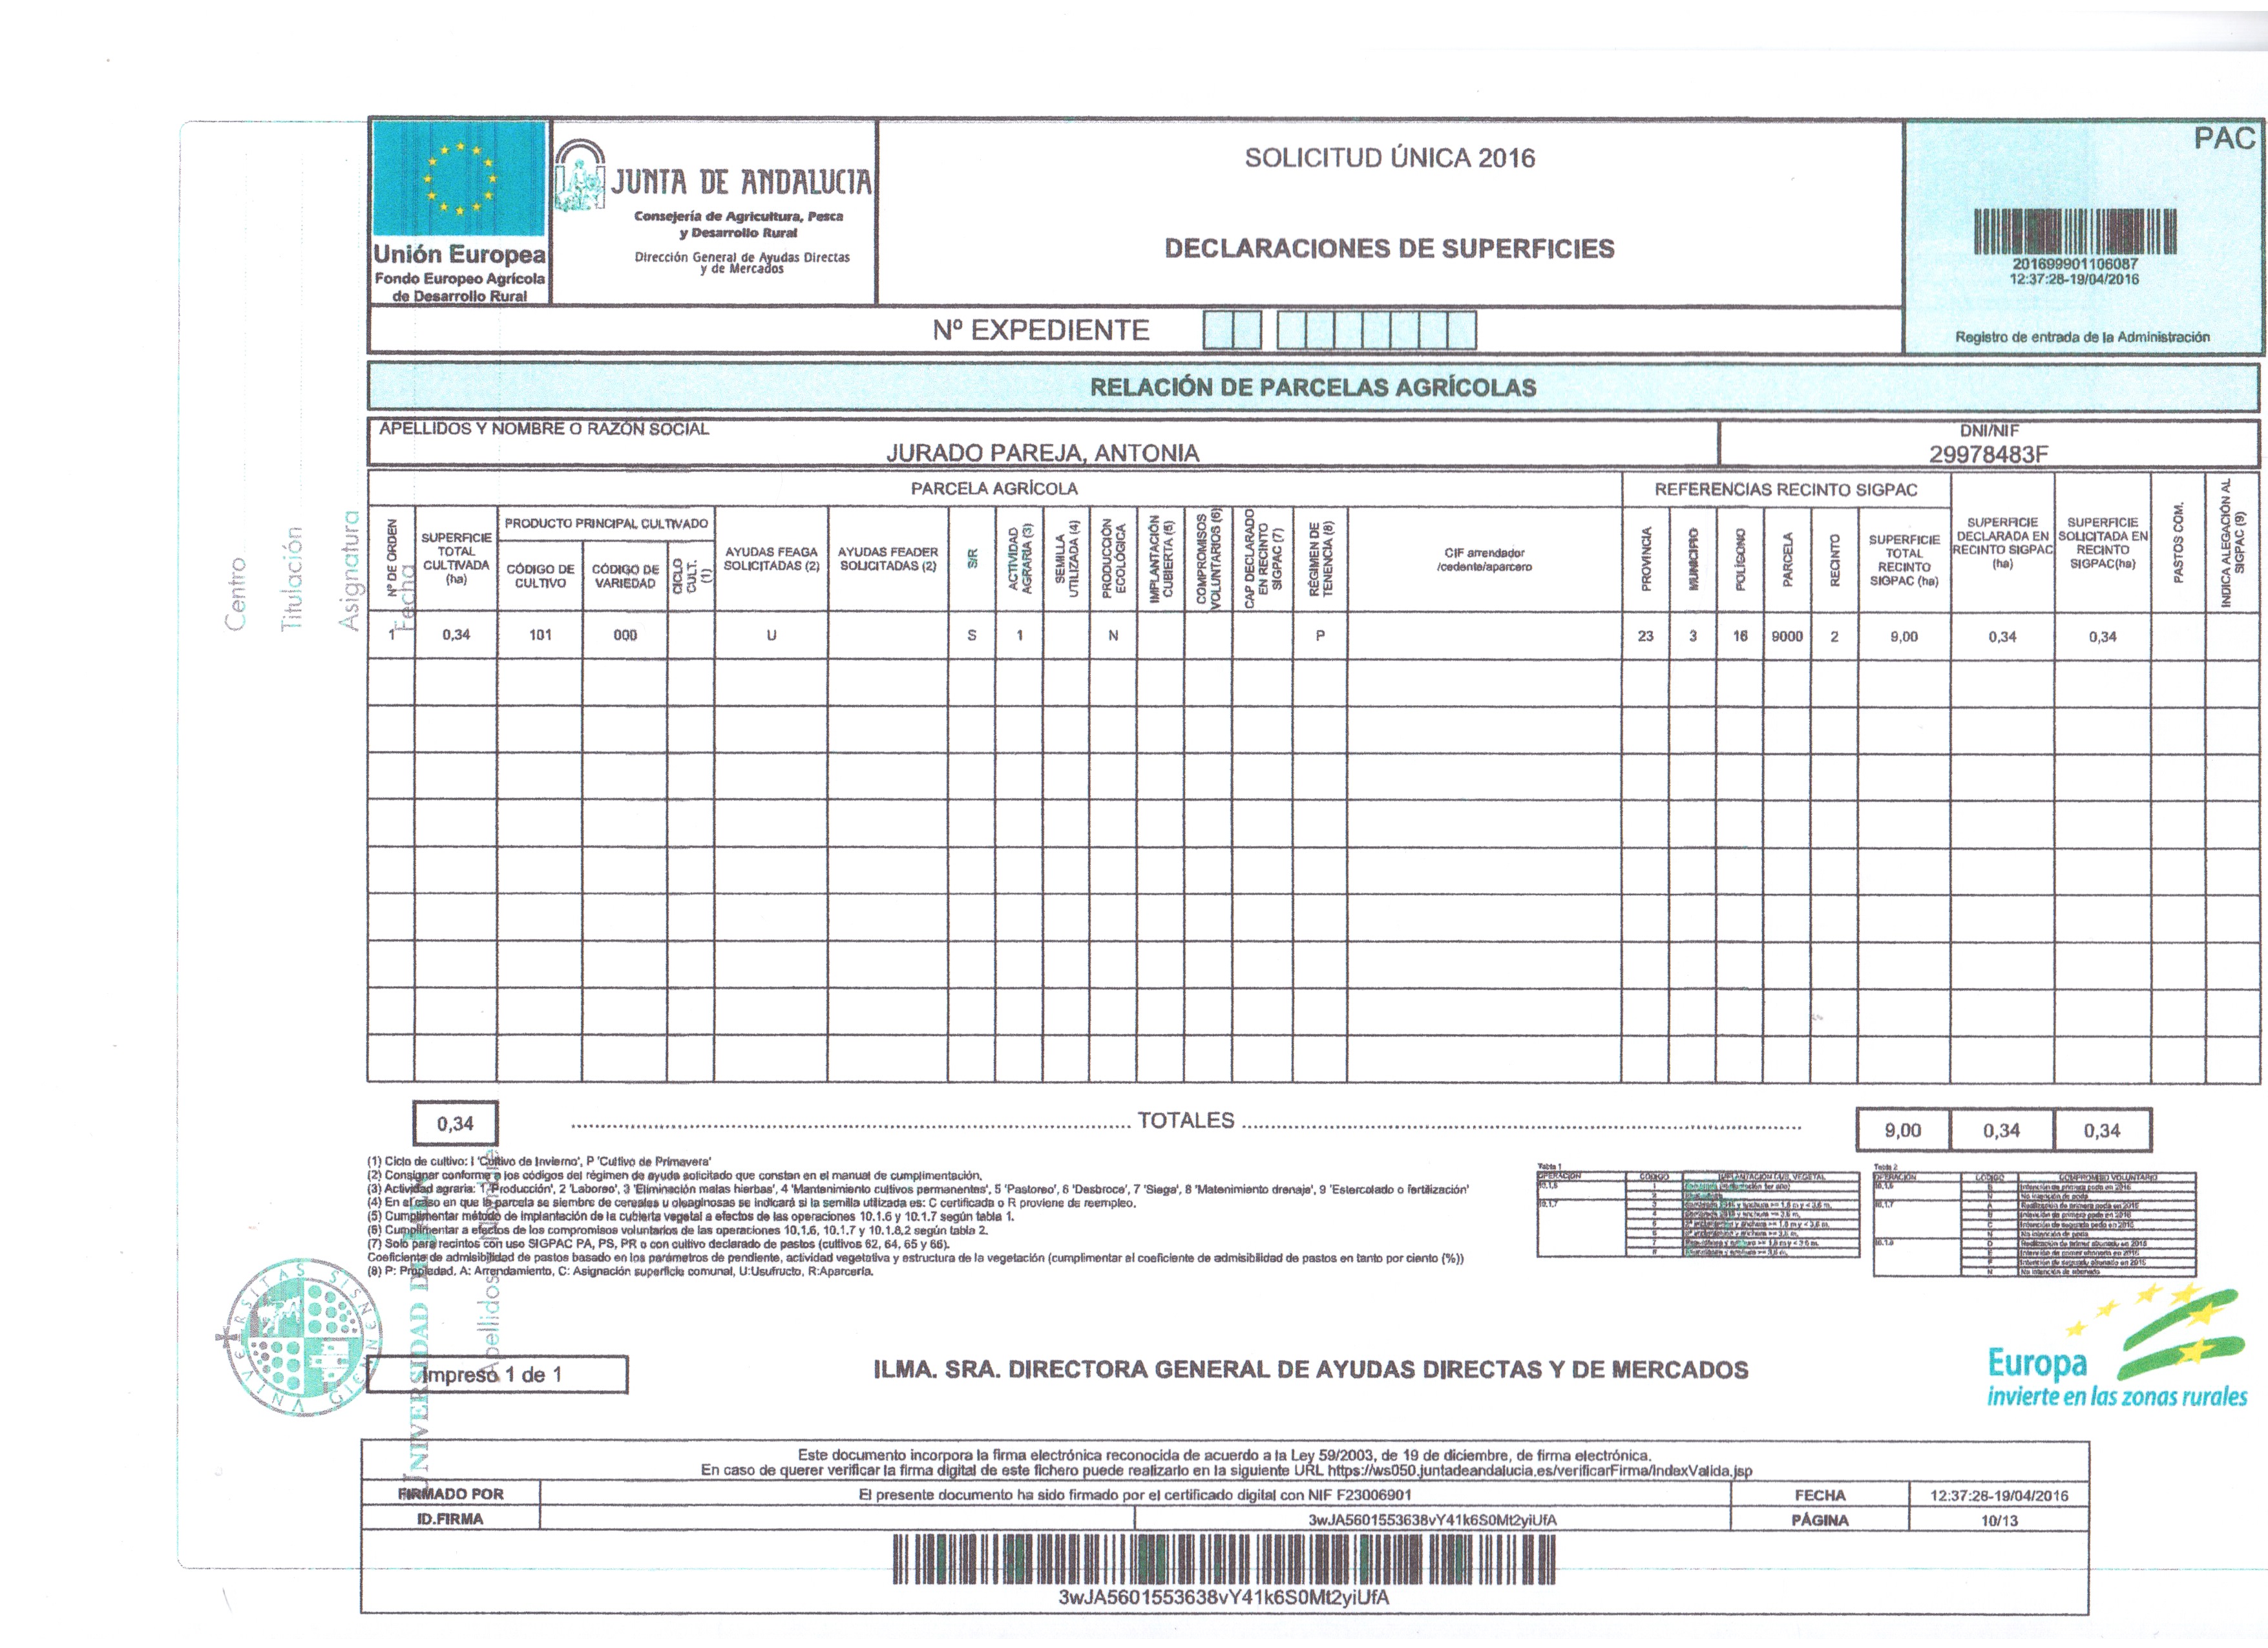 PAC
SOLICITUD ÚNICA 2016
JUNTA DE ANDALUCIA
Consejería de Agricultura, Pesca
y Desarrollo Rural
Dirección General de Ayudas Directas
y de Mercados
Unión Europea
Fondo Europeo Agrícola
de Desarrollo Rural
DECLARACIONES DE SUPERFICIES
201699901106087
12:37:28-19/04/2016
Registro de entrada de la Administración
Nº EXPEDIENTE
RELACIÓN DE PARCELAS AGRÍCOLAS
APELLIDOS Y NOMBRE O RAZÓN SOCIAL
JURADO PAREJA, ANTONIA
DNI/NIF
29978483F
PARCELA AGRÍCOLA
REFERENCIAS RECINTO SIGPAC
Nº DE ORDEN
SUPERFICIE TOTAL CULTIVADA (ha)
PRODUCTO PRINCIPAL CULTIVADO
CÓDIGO DE CULTIVO
CÓDIGO DE VARIEDAD
CICLO CULT. (1)
AYUDAS FEAGA SOLICITADAS (2)
AYUDAS FEADER SOLICITADAS (2)
S/R
ACTIVIDAD AGRARIA (3)
SEMILLA UTILIZADA (4)
PRODUCCIÓN ECOLÓGICA
IMPLANTACIÓN CUBIERTA (5)
COMPROMISOS VOLUNTARIOS (6)
CAP DECLARADO EN RECINTO SIGPAC (7)
RÉGIMEN DE TENENCIA (8)
CIF arrendador /cedente/aparcero
PROVINCIA
MUNICIPIO
POLÍGONO
PARCELA
RECINTO
SUPERFICIE TOTAL RECINTO SIGPAC (ha)
SUPERFICIE DECLARADA EN RECINTO SIGPAC (ha)
SUPERFICIE SOLICITADA EN RECINTO SIGPAC(ha)
PASTOS COM.
INDICA ALEGACIÓN AL SIGPAC (9)
1 0,34 101 000 U S 1 N P 23 3 16 9000 2 9,00 0,34 0,34
0,34 TOTALES 9,00 0,34 0,34
(1) Ciclo de cultivo: I 'Cultivo de Invierno', P 'Cultivo de Primavera'
(2) Consignar conforme a los códigos del régimen de ayuda solicitado que constan en el manual de cumplimentación.
(3) Actividad agraria: 1 'Producción', 2 'Laboreo', 3 'Eliminación malas hierbas', 4 'Mantenimiento cultivos permanentes', 5 'Pastoreo', 6 'Desbroce', 7 'Siega', 8 'Matenimiento drenaje', 9 'Estercolado o fertilización'
(4) En el caso en que la parcela se siembre de cereales u oleaginosas se indicará si la semilla utilizada es: C certificada o R proviene de reempleo.
(5) Cumplimentar método de implantación de la cubierta vegetal a efectos de las operaciones 10.1.6 y 10.1.7 según tabla 1.
(6) Cumplimentar a efectos de los compromisos voluntarios de las operaciones 10.1.6, 10.1.7 y 10.1.8.2 según tabla 2.
(7) Solo para recintos con uso SIGPAC PA, PS, PR o con cultivo declarado de pastos (cultivos 62, 64, 65 y 66).
Coeficiente de admisibilidad de pastos basado en los parámetros de pendiente, actividad vegetativa y estructura de la vegetación (cumplimentar el coeficiente de admisibilidad de pastos en tanto por ciento (%))
(8) P: Propiedad, A: Arrendamiento, C: Asignación superficie comunal, U:Usufructo, R:Aparcería.
Tabla 1
OPERACIÓN CÓDIGO IMPLANTACIÓN CUB. VEGETAL
Tabla 2
OPERACIÓN CÓDIGO COMPROMISO VOLUNTARIO
Impreso 1 de 1
ILMA. SRA. DIRECTORA GENERAL DE AYUDAS DIRECTAS Y DE MERCADOS
Europa
invierte en las zonas rurales
Este documento incorpora la firma electrónica reconocida de acuerdo a la Ley 59/2003, de 19 de diciembre, de firma electrónica.
En caso de querer verificar la firma digital de este fichero puede realizarlo en la siguiente URL https://ws050.juntadeandalucia.es/verificarFirma/IndexValida.jsp
FIRMADO POR El presente documento ha sido firmado por el certificado digital con NIF F23006901 FECHA 12:37:28-19/04/2016
ID.FIRMA 3wJA5601553638vY41k6S0Mt2yiUfA PÁGINA 10/13
3wJA5601553638vY41k6S0Mt2yiUfA
Centro
Titulación
Asignatura
Fecha
Apellidos
UNIVERSIDAD DE